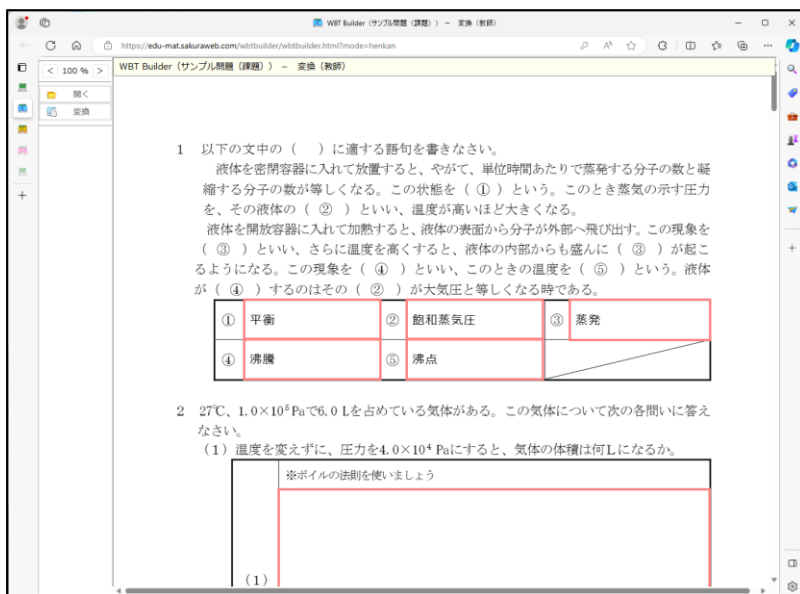 WBT Builder（サンプル問題（課題）） － 変換（教師）
https://edu-mat.sakuraweb.com/wbtbuilder/wbtbuilder.html?mode=henkan
< 100 % >
WBT Builder（サンプル問題（課題）） － 変換（教師）
開く
変換
1 以下の文中の（　）に適する語句を書きなさい。
液体を密閉容器に入れて放置すると、やがて、単位時間あたりで蒸発する分子の数と凝
縮する分子の数が等しくなる。この状態を（ ① ）という。このとき蒸気の示す圧力
を、その液体の（ ② ）といい、温度が高いほど大きくなる。
液体を開放容器に入れて加熱すると、液体の表面から分子が外部へ飛び出す。この現象を
（ ③ ）といい、さらに温度を高くすると、液体の内部からも盛んに（ ③ ）が起こ
るようになる。この現象を（ ④ ）といい、このときの温度を（ ⑤ ）という。液体
が（ ④ ）するのはその（ ② ）が大気圧と等しくなる時である。
① 平衡 ② 飽和蒸気圧 ③ 蒸発
④ 沸騰 ⑤ 沸点
2 27℃、1.0×10⁵Paで6.0 Lを占めている気体がある。この気体について次の各問いに答え
なさい。
（1）温度を変えずに、圧力を4.0×10⁴ Paにすると、気体の体積は何Lになるか。
※ボイルの法則を使いましょう
（1）